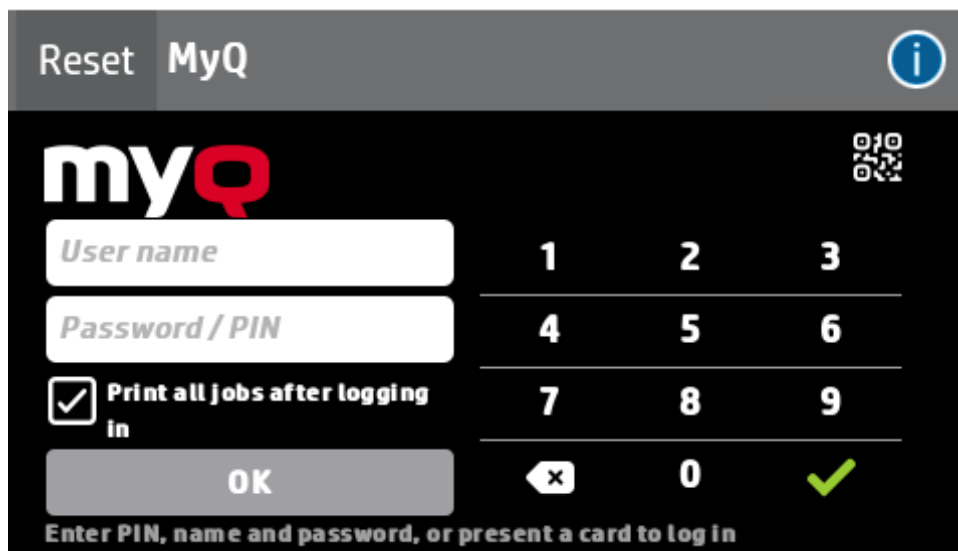 Reset MyQ
i
myQ
User name
1 2 3
Password / PIN
4 5 6
Print all jobs after logging
in
7 8 9
OK
0
Enter PIN, name and password, or present a card to log in